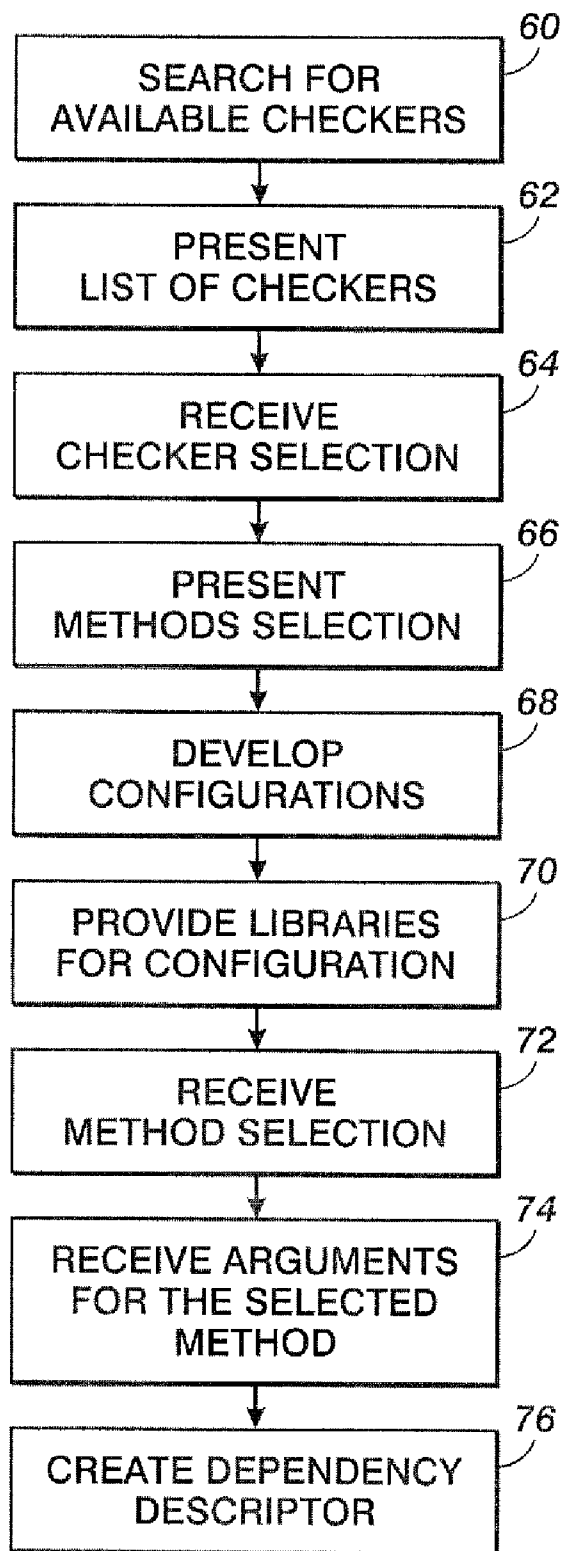 60
SEARCH FOR
AVAILABLE CHECKERS
62
PRESENT
LIST OF CHECKERS
64
RECEIVE
CHECKER SELECTION
66
PRESENT
METHODS SELECTION
68
DEVELOP
CONFIGURATIONS
70
PROVIDE LIBRARIES
FOR CONFIGURATION
72
RECEIVE
METHOD SELECTION
74
RECEIVE ARGUMENTS
FOR THE SELECTED
METHOD
76
CREATE DEPENDENCY
DESCRIPTOR